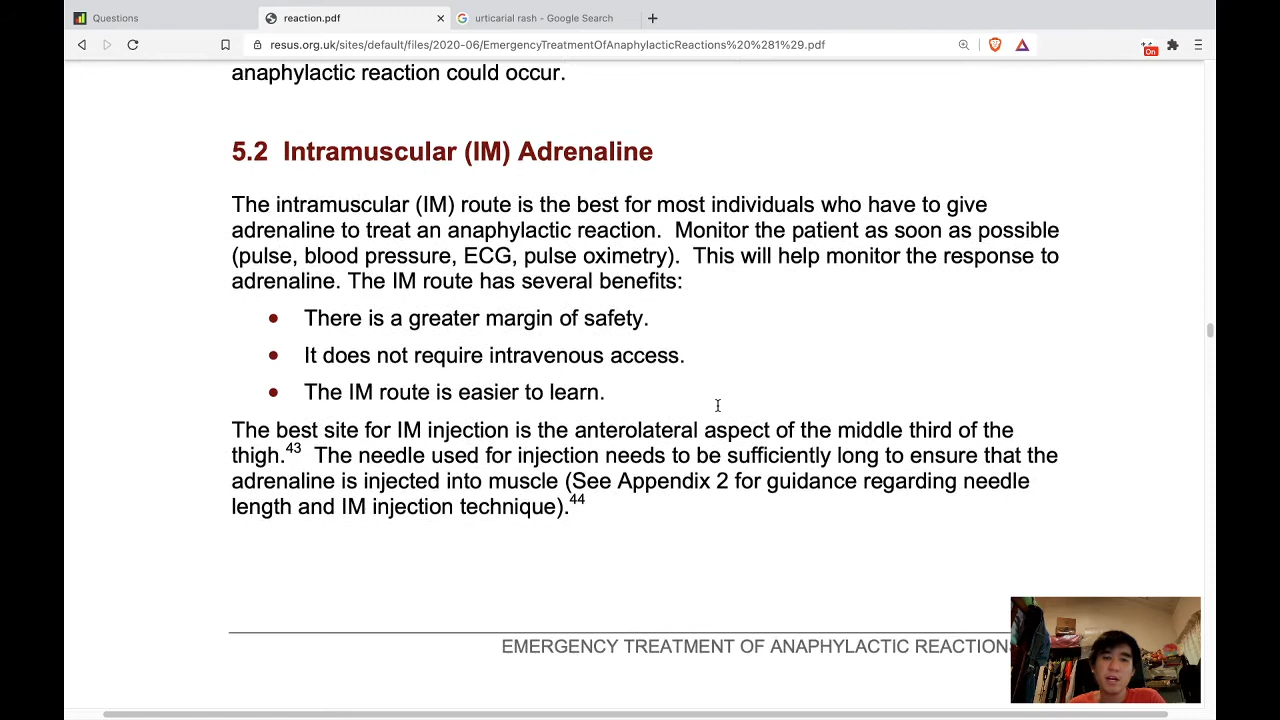 Questions
reaction.pdf
urticarial rash - Google Search
resus.org.uk/sites/default/files/2020-06/EmergencyTreatmentOfAnaphylacticReactions%20%281%29.pdf
On
anaphylactic reaction could occur.
5.2 Intramuscular (IM) Adrenaline
The intramuscular (IM) route is the best for most individuals who have to give
adrenaline to treat an anaphylactic reaction. Monitor the patient as soon as possible
(pulse, blood pressure, ECG, pulse oximetry). This will help monitor the response to
adrenaline. The IM route has several benefits:
• There is a greater margin of safety.
• It does not require intravenous access.
• The IM route is easier to learn.
The best site for IM injection is the anterolateral aspect of the middle third of the
thigh.43 The needle used for injection needs to be sufficiently long to ensure that the
adrenaline is injected into muscle (See Appendix 2 for guidance regarding needle
length and IM injection technique).44
EMERGENCY TREATMENT OF ANAPHYLACTIC REACTION